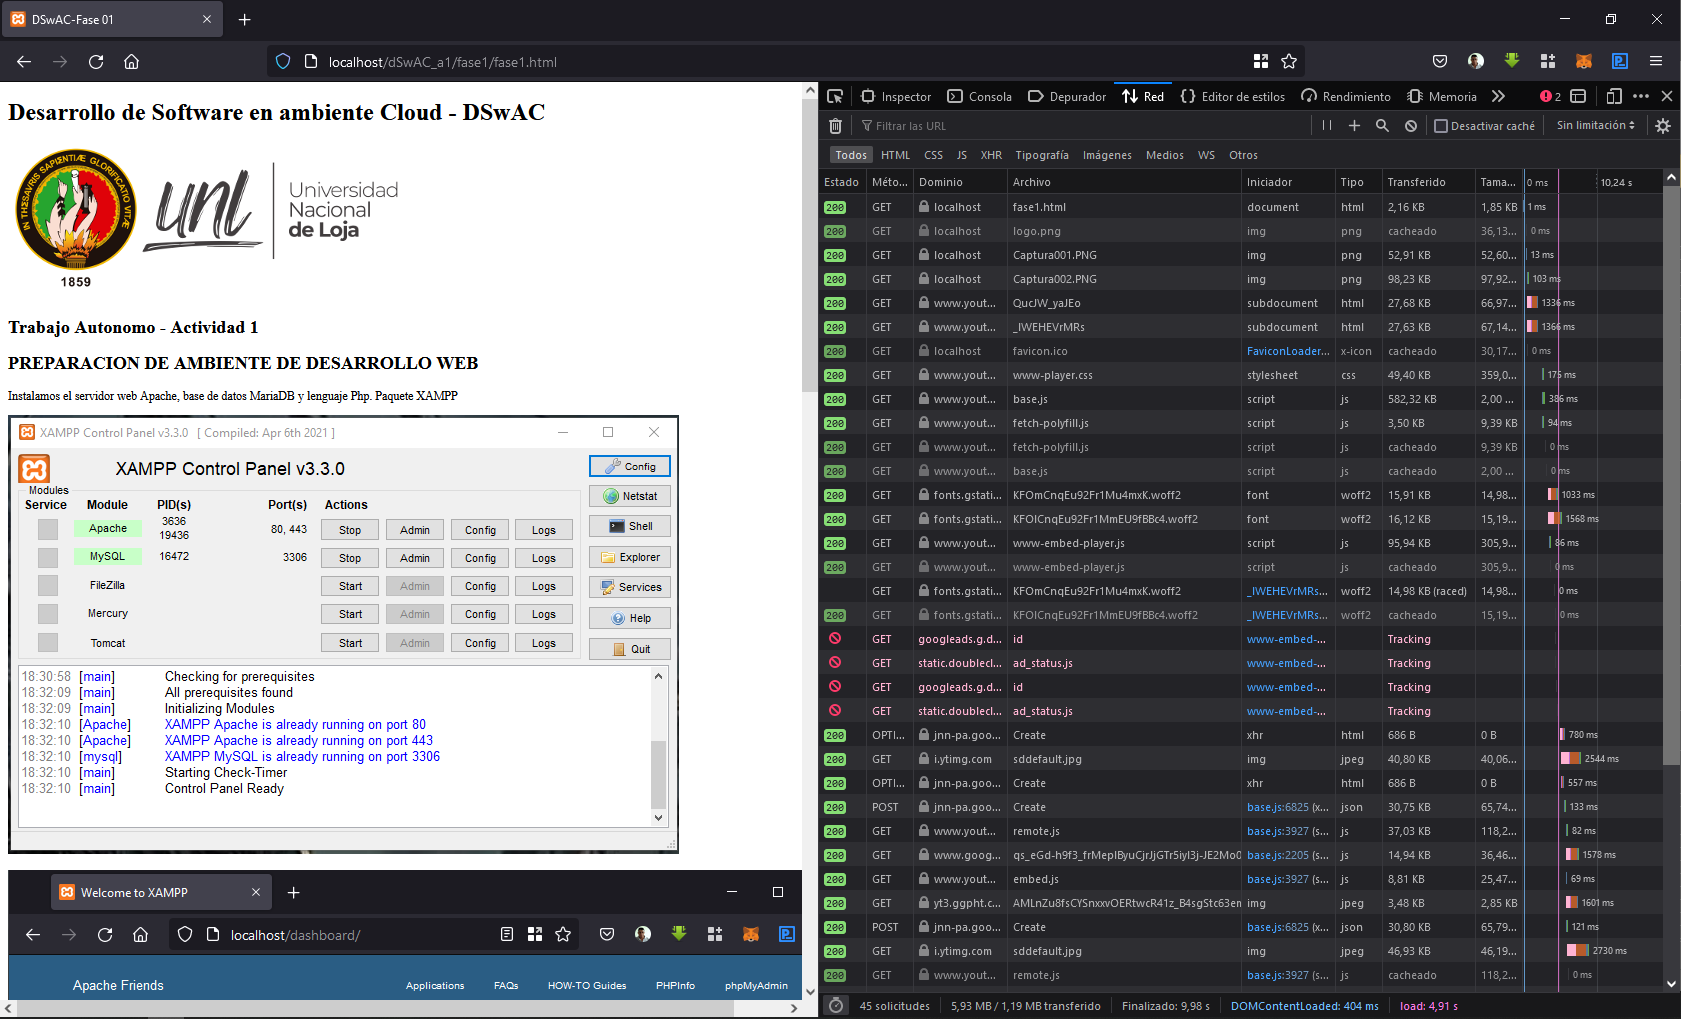 DSwAC-Fase 01
localhost/dSwAC_a1/fase1/fase1.html
Desarrollo de Software en ambiente Cloud - DSwAC
IN THESAVRIS SAPIENTIÆ GLORIFICATIO VITÆ
1859
unl
Universidad
Nacional
de Loja
Trabajo Autonomo - Actividad 1
PREPARACION DE AMBIENTE DE DESARROLLO WEB
Instalamos el servidor web Apache, base de datos MariaDB y lenguaje Php. Paquete XAMPP
XAMPP Control Panel v3.3.0 [ Compiled: Apr 6th 2021 ]
XAMPP Control Panel v3.3.0
Config
Netstat
Shell
Explorer
Services
Help
Quit
Modules
Service Module PID(s) Port(s) Actions
Apache 3636 19436 80, 443 Stop Admin Config Logs
MySQL 16472 3306 Stop Admin Config Logs
FileZilla Start Admin Config Logs
Mercury Start Admin Config Logs
Tomcat Start Admin Config Logs
18:30:58 [main] Checking for prerequisites
18:32:09 [main] All prerequisites found
18:32:09 [main] Initializing Modules
18:32:10 [Apache] XAMPP Apache is already running on port 80
18:32:10 [Apache] XAMPP Apache is already running on port 443
18:32:10 [mysql] XAMPP MySQL is already running on port 3306
18:32:10 [main] Starting Check-Timer
18:32:10 [main] Control Panel Ready
Welcome to XAMPP
localhost/dashboard/
Apache Friends Applications FAQs HOW-TO Guides PHPInfo phpMyAdmin
Inspector Consola Depurador Red Editor de estilos Rendimiento Memoria 2
Filtrar las URL Desactivar caché Sin limitación
Todos HTML CSS JS XHR Tipografía Imágenes Medios WS Otros
Estado Méto... Dominio Archivo Iniciador Tipo Transferido Tama... 0 ms 10,24 s
200 GET localhost fase1.html document html 2,16 KB 1,85 KB 1 ms
200 GET localhost logo.png img png cacheado 36,13... 0 ms
200 GET localhost Captura001.PNG img png 52,91 KB 52,60... 13 ms
200 GET localhost Captura002.PNG img png 98,23 KB 97,92... 103 ms
200 GET www.yout... QucJW_yaJEo subdocument html 27,68 KB 66,97... 1336 ms
200 GET www.yout... _IWEHEVrMRs subdocument html 27,63 KB 67,14... 1366 ms
200 GET localhost favicon.ico FaviconLoader... x-icon cacheado 30,17... 0 ms
200 GET www.yout... www-player.css stylesheet css 49,40 KB 359,0... 175 ms
200 GET www.yout... base.js script js 582,32 KB 2,00 ... 386 ms
200 GET www.yout... fetch-polyfill.js script js 3,50 KB 9,39 KB 94 ms
200 GET www.yout... fetch-polyfill.js script js cacheado 9,39 KB 0 ms
200 GET www.yout... base.js script js cacheado 2,00 ... 0 ms
200 GET fonts.gstati... KFOmCnqEu92Fr1Mu4mxK.woff2 font woff2 15,91 KB 14,98... 1033 ms
200 GET fonts.gstati... KFOlCnqEu92Fr1MmEU9fBBc4.woff2 font woff2 16,12 KB 15,19... 1568 ms
200 GET www.yout... www-embed-player.js script js 95,94 KB 305,9... 86 ms
200 GET www.yout... www-embed-player.js script js cacheado 305,9... 0 ms
GET fonts.gstati... KFOmCnqEu92Fr1Mu4mxK.woff2 _IWEHEVrMRs... woff2 14,98 KB (raced) 14,98... 0 ms
200 GET fonts.gstati... KFOlCnqEu92Fr1MmEU9fBBc4.woff2 _IWEHEVrMRs... woff2 cacheado 15,19... 0 ms
GET googleads.g.d... id www-embed-... Tracking
GET static.doublecl... ad_status.js www-embed-... Tracking
GET googleads.g.d... id www-embed-... Tracking
GET static.doublecl... ad_status.js www-embed-... Tracking
200 OPTI... jnn-pa.goo... Create xhr html 686 B 0 B 780 ms
200 GET i.ytimg.com sddefault.jpg img jpeg 40,80 KB 40,06... 2544 ms
200 OPTI... jnn-pa.goo... Create xhr html 686 B 0 B 557 ms
200 POST jnn-pa.goo... Create base.js:6825 (x... json 30,75 KB 65,74... 133 ms
200 GET www.yout... remote.js base.js:3927 (s... js 37,03 KB 118,2... 82 ms
200 GET www.goog... qs_eGd-h9f3_frMeplByuCjrJjGTr5iyl3j-JE2Mo0 base.js:2205 (s... js 14,94 KB 36,46... 1578 ms
200 GET www.yout... embed.js base.js:3927 (s... js 8,81 KB 25,47... 69 ms
200 GET yt3.ggpht.c... AMLnZu8fsCYSnxxvOERtwcR41z_B4sgStc63em img jpeg 3,48 KB 2,85 KB 1601 ms
200 POST jnn-pa.goo... Create base.js:6825 (x... json 30,80 KB 65,79... 121 ms
200 GET i.ytimg.com sddefault.jpg img jpeg 46,93 KB 46,19... 2730 ms
200 GET www.yout... remote.js base.js:3927 (s... js cacheado 118,2... 0 ms
45 solicitudes 5,93 MB / 1,19 MB transferido Finalizado: 9,98 s DOMContentLoaded: 404 ms load: 4,91 s